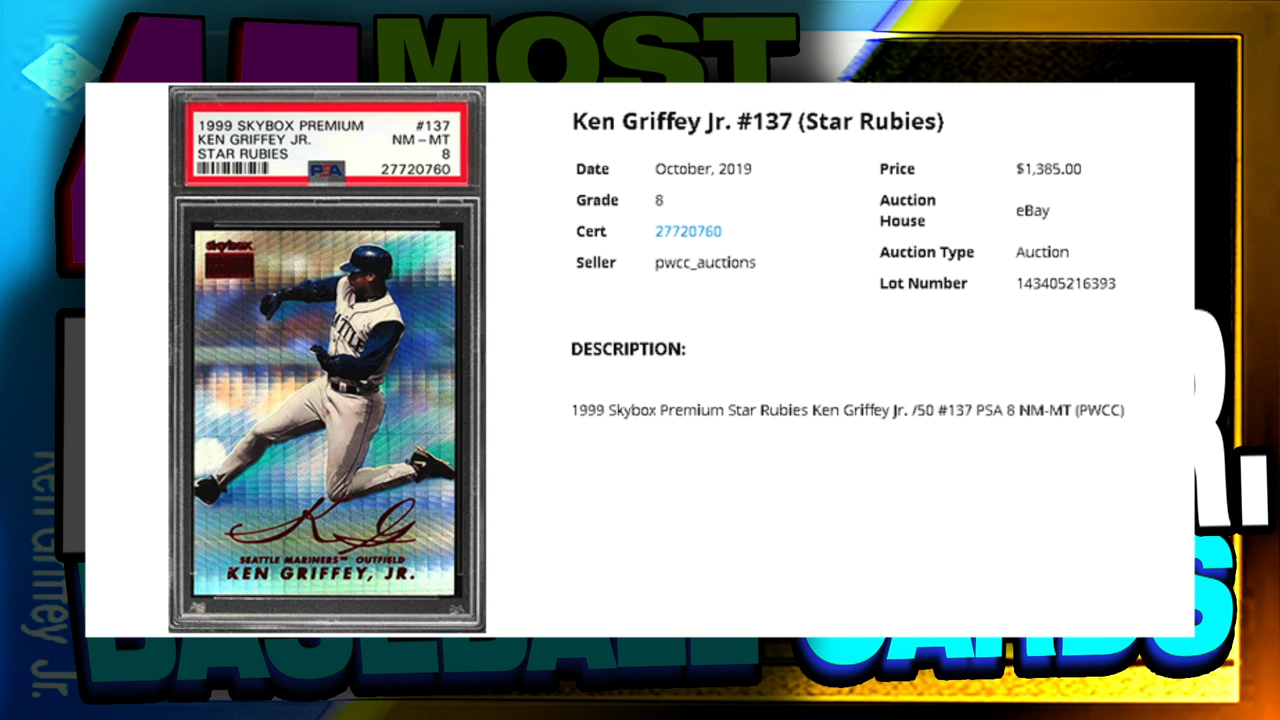 MOST
1999 SKYBOX PREMIUM #137
KEN GRIFFEY JR. NM - MT
STAR RUBIES 8
PSA 27720760
skybox
SEATTLE MARINERS™ OUTFIELD
KEN GRIFFEY, JR.
Ken Griffey Jr. #137 (Star Rubies)
Date October, 2019
Grade 8
Cert 27720760
Seller pwcc_auctions
Price $1,385.00
Auction House eBay
Auction Type Auction
Lot Number 143405216393
DESCRIPTION:
1999 Skybox Premium Star Rubies Ken Griffey Jr. /50 #137 PSA 8 NM-MT (PWCC)
R.
Ken Griffey Jr.
BASEBALL CARDS